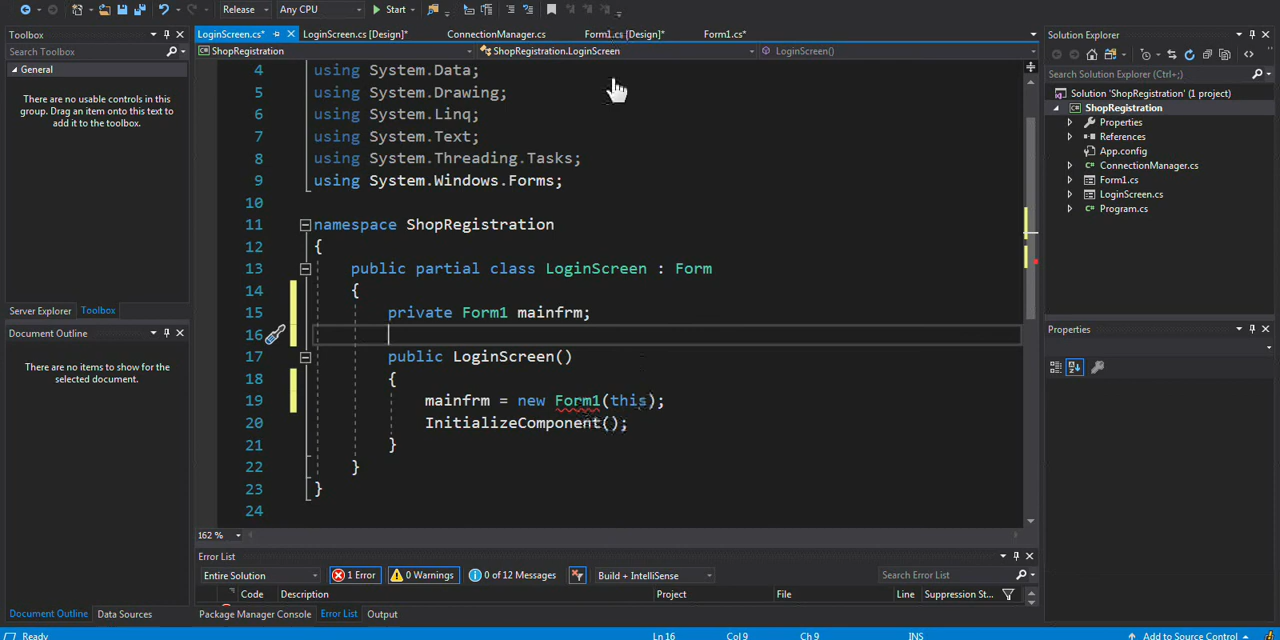 Release Any CPU Start
Toolbox
Search Toolbox
General
There are no usable controls in this
group. Drag an item onto this text to
add it to the toolbox.
Server Explorer Toolbox
Document Outline
There are no items to show for the
selected document.
Document Outline Data Sources
LoginScreen.cs* LoginScreen.cs [Design]* ConnectionManager.cs Form1.cs [Design]* Form1.cs*
ShopRegistration ShopRegistration.LoginScreen LoginScreen()
4 using System.Data;
5 using System.Drawing;
6 using System.Linq;
7 using System.Text;
8 using System.Threading.Tasks;
9 using System.Windows.Forms;
10
11 namespace ShopRegistration
12 {
13 public partial class LoginScreen : Form
14 {
15 private Form1 mainfrm;
16
17 public LoginScreen()
18 {
19 mainfrm = new Form1(this);
20 InitializeComponent();
21 }
22 }
23 }
24
162 %
Error List
Entire Solution 1 Error 0 Warnings 0 of 12 Messages Build + IntelliSense Search Error List
Code Description Project File Line Suppression St...
Package Manager Console Error List Output
Solution Explorer
Search Solution Explorer (Ctrl+;)
Solution 'ShopRegistration' (1 project)
ShopRegistration
Properties
References
App.config
ConnectionManager.cs
Form1.cs
LoginScreen.cs
Program.cs
Properties
Ready Ln 16 Col 9 Ch 9 INS Add to Source Control